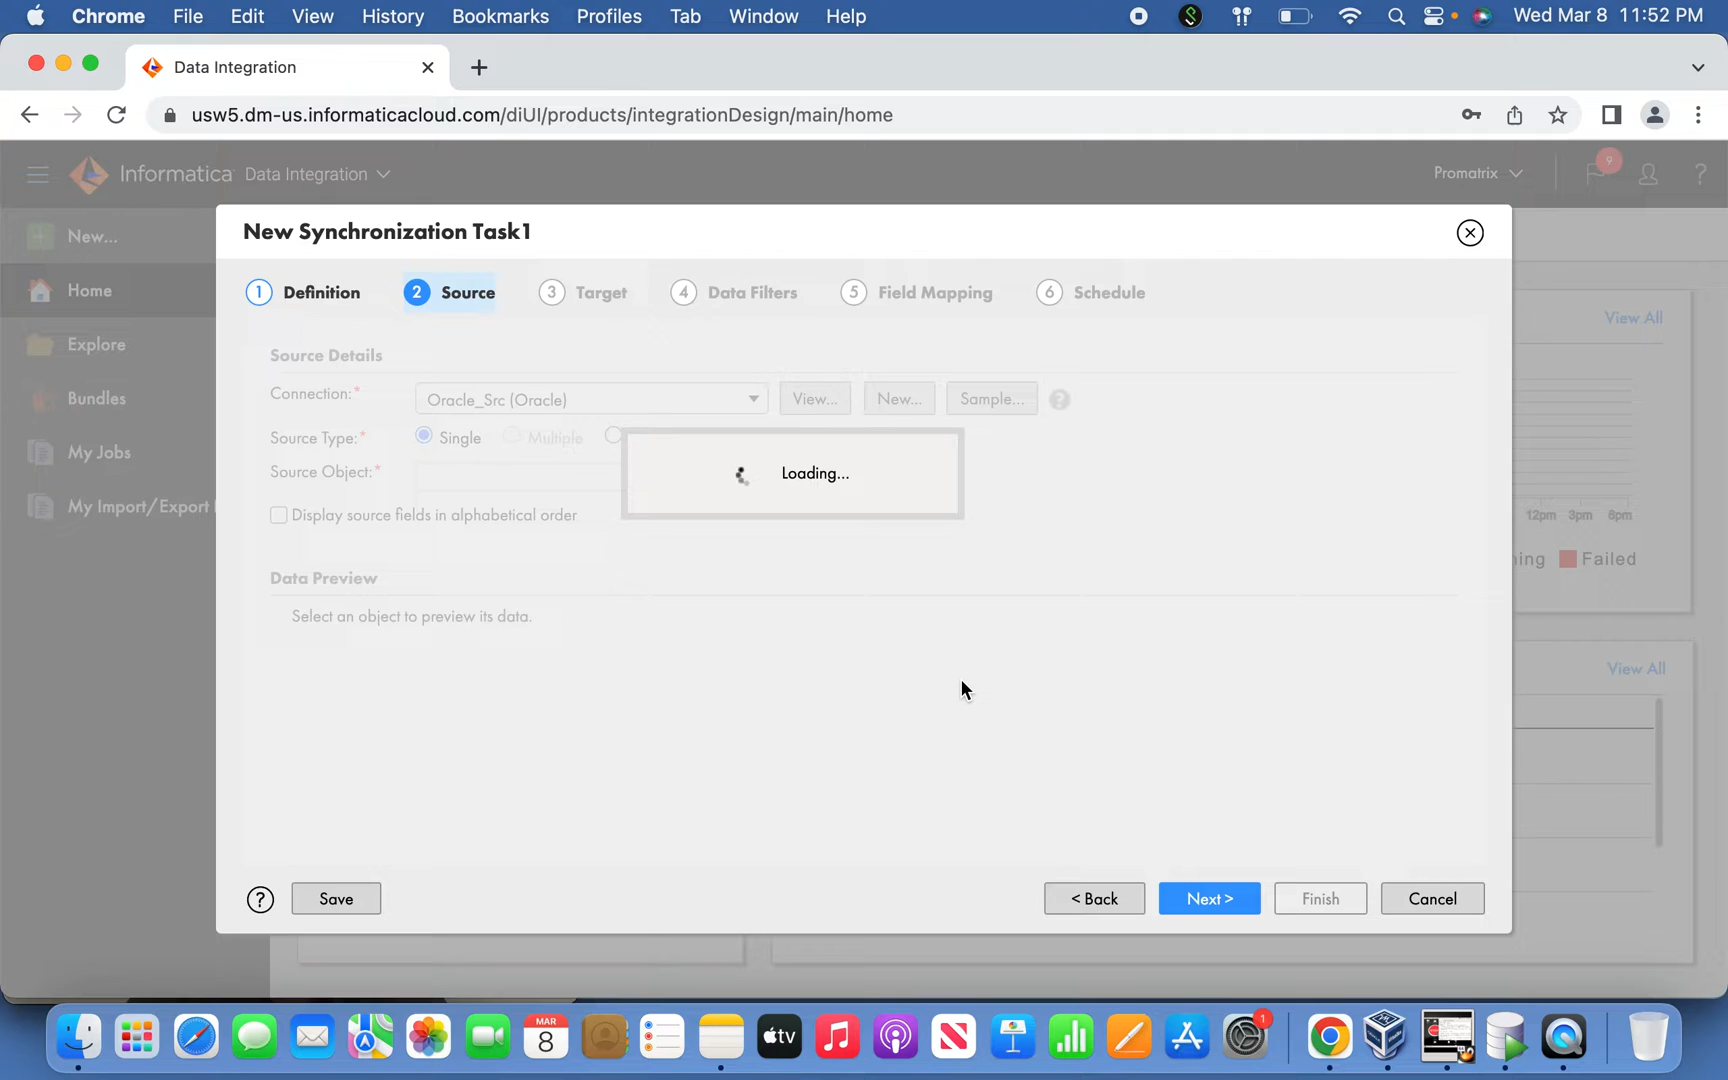 Chrome File Edit View History Bookmarks Profiles Tab Window Help Wed Mar 8 11:52 PM
Data Integration
usw5.dm-us.informaticacloud.com/diUI/products/integrationDesign/main/home
Informatica Data Integration Promatrix 9 ?
New...
Home
Explore
Bundles
My Jobs
My Import/Export
New Synchronization Task1
1 Definition 2 Source 3 Target 4 Data Filters 5 Field Mapping 6 Schedule
View All
Source Details
Connection:* Oracle_Src (Oracle) View... New... Sample... ?
Source Type:* Single Multiple
Source Object:*
Loading...
Display source fields in alphabetical order
12pm 3pm 6pm
Failed
Data Preview
Select an object to preview its data.
View All
? Save < Back Next > Finish Cancel
MAR
8
tv
1